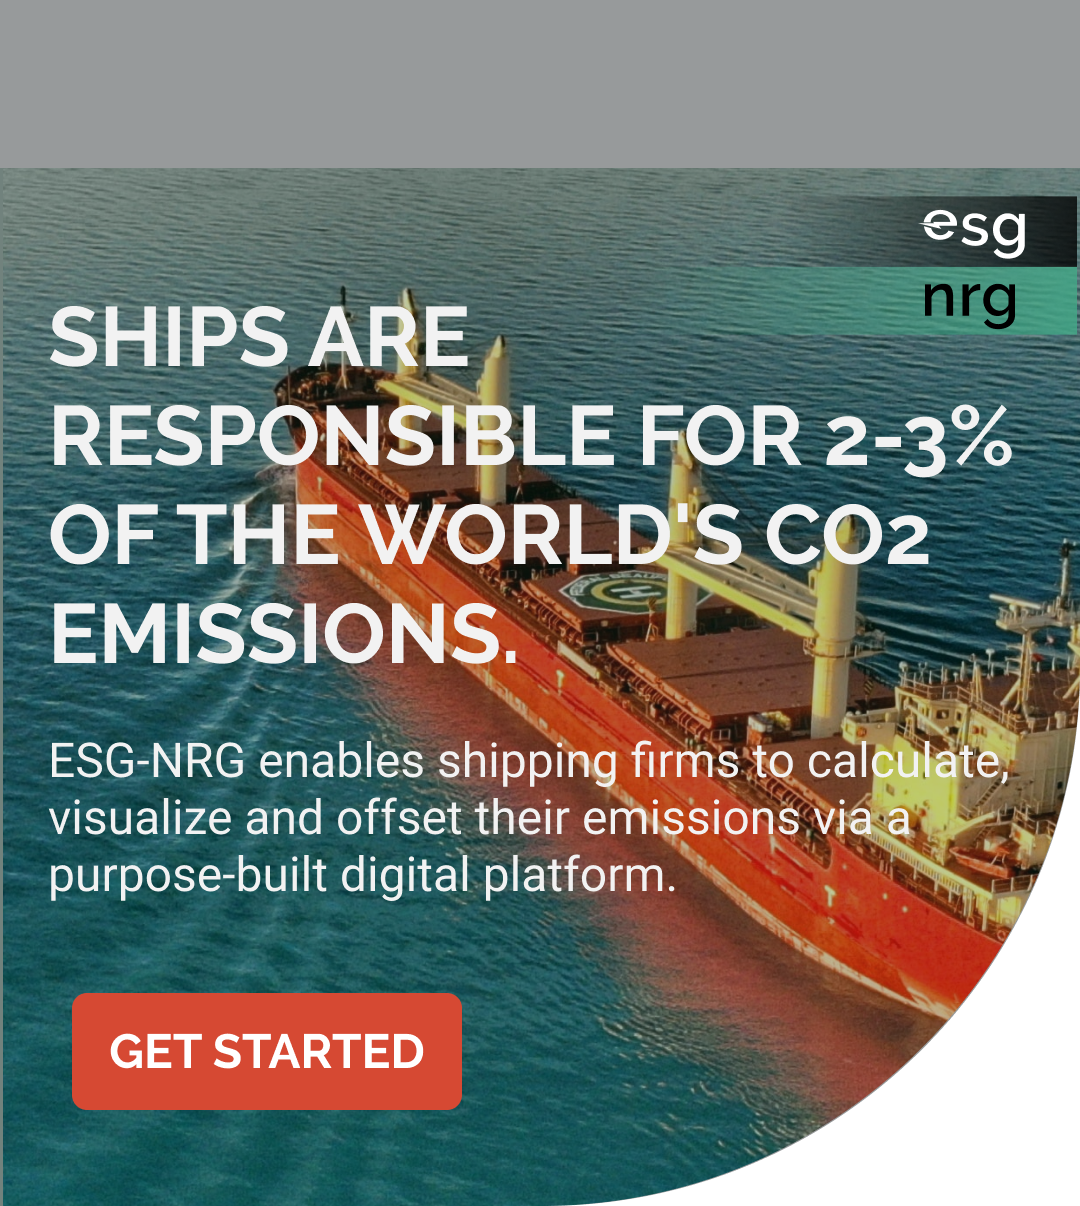 esg
nrg
SHIPS ARE
RESPONSIBLE FOR 2-3%
OF THE WORLD'S CO2
EMISSIONS.
ESG-NRG enables shipping firms to calculate,
visualize and offset their emissions via a
purpose-built digital platform.
GET STARTED